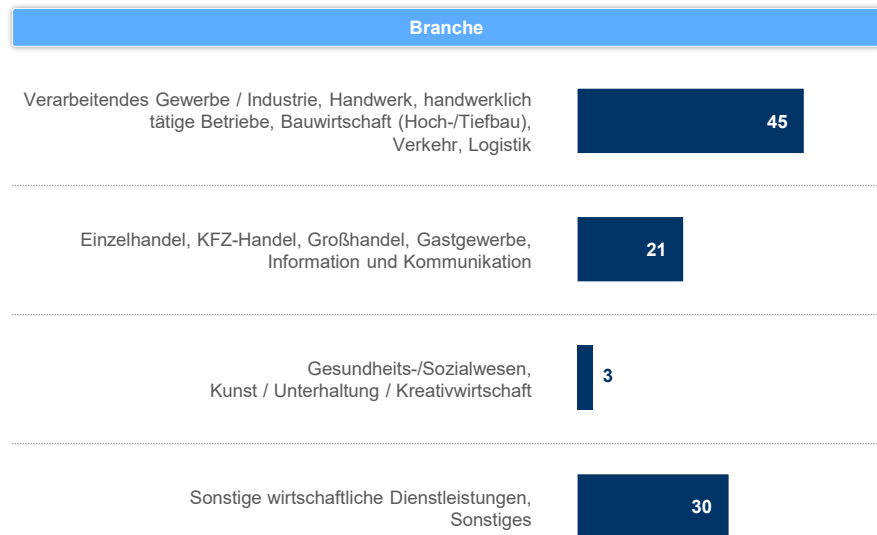 Branche
Verarbeitendes Gewerbe / Industrie, Handwerk, handwerklich
tätige Betriebe, Bauwirtschaft (Hoch-/Tiefbau),
Verkehr, Logistik
45
Einzelhandel, KFZ-Handel, Großhandel, Gastgewerbe,
Information und Kommunikation
21
Gesundheits-/Sozialwesen,
Kunst / Unterhaltung / Kreativwirtschaft
3
Sonstige wirtschaftliche Dienstleistungen,
Sonstiges
30